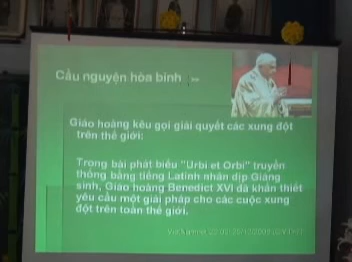 Cầu nguyện hòa bình
Giáo hoàng kêu gọi giải quyết các xung đột
trên thế giới:
Trong bài phát biểu "Urbi et Orbi" truyền
thống bằng tiếng Latinh nhân dịp Giáng
sinh, Giáo hoàng Benedict XVI đã khẩn thiết
yêu cầu một giải pháp cho các cuộc xung
đột trên toàn thế giới.